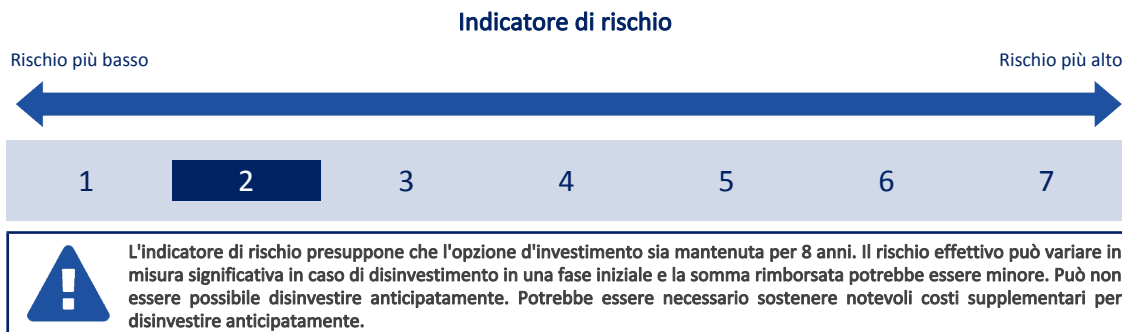 Indicatore di rischio
Rischio più basso Rischio più alto
1 2 3 4 5 6 7
L'indicatore di rischio presuppone che l'opzione d'investimento sia mantenuta per 8 anni. Il rischio effettivo può variare in
misura significativa in caso di disinvestimento in una fase iniziale e la somma rimborsata potrebbe essere minore. Può non
essere possibile disinvestire anticipatamente. Potrebbe essere necessario sostenere notevoli costi supplementari per
disinvestire anticipatamente.